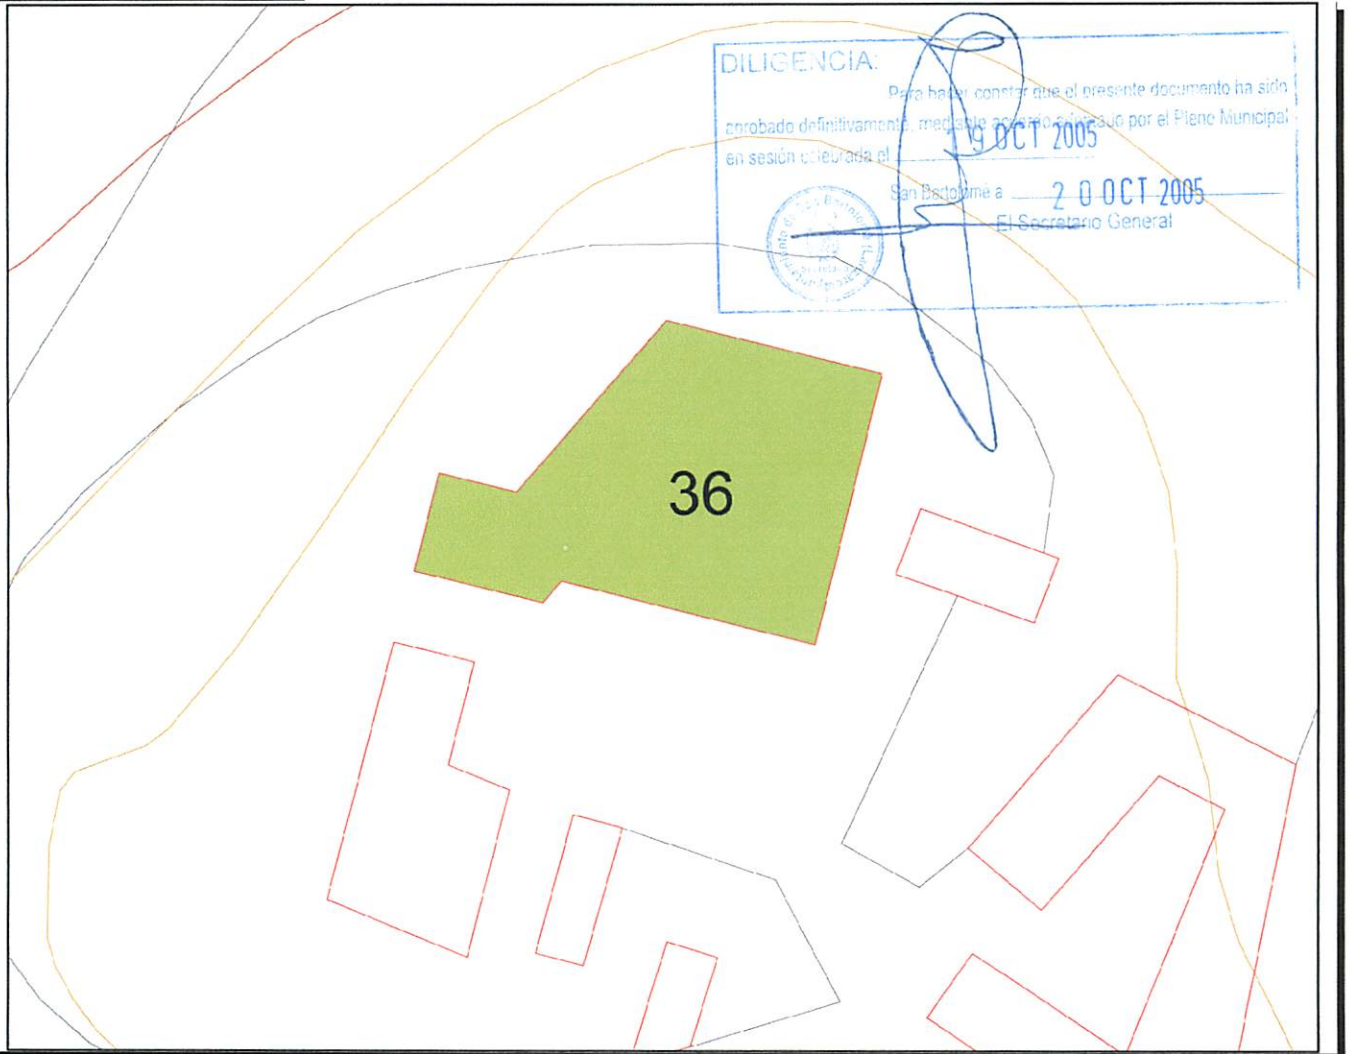 DILIGENCIA:
Para hacer constar que el presente documento ha sido
aprobado definitivamente, mediante acuerdo por el Pleno Municipal
en sesión celebrada el 19 OCT 2005
San Bartolomé a 20 OCT 2005
El Secretario General
36